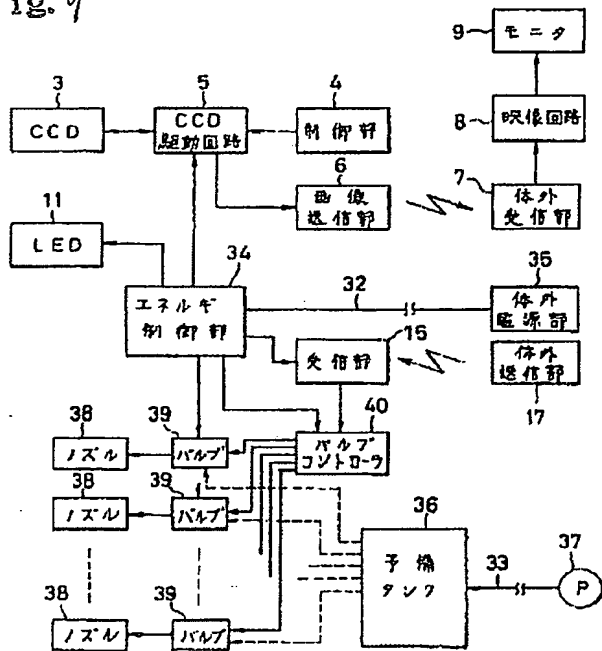 Fig. 9
9
モニタ
3
5
4
8
映像回路
CCD
CCD
駆動回路
制御部
6
画像
送信部
7
体外
受信部
11
LED
34
エネルギ
制御部
32
35
体外
電源部
15
受信部
体外
送信部
17
40
バルブ
コントローラ
38
39
ノズル
バルブ
38
39
ノズル
バルブ
36
予備
タンク
33
37
P
38
39
ノズル
バルブ